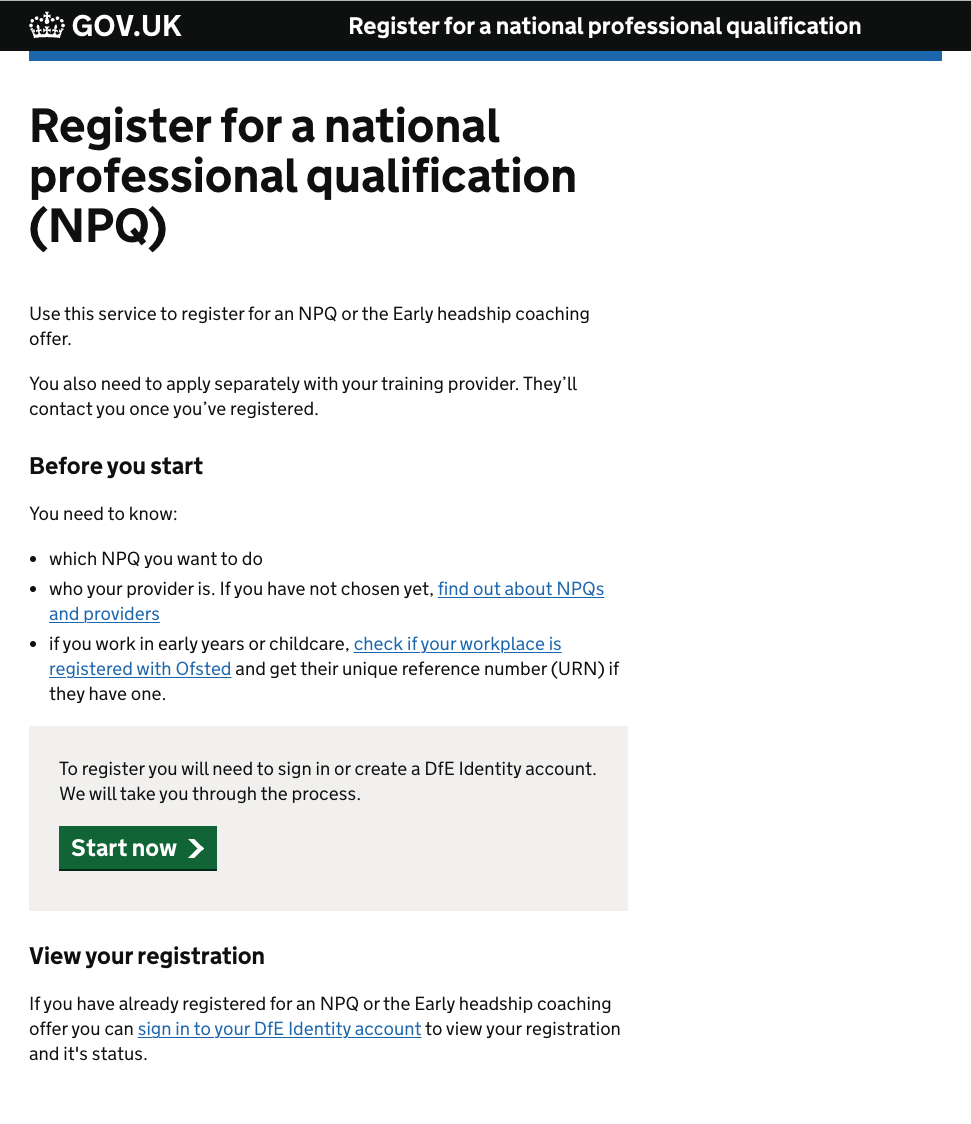 GOV.UK
Register for a national professional qualification
Register for a national
professional qualification
(NPQ)
Use this service to register for an NPQ or the Early headship coaching
offer.
You also need to apply separately with your training provider. They’ll
contact you once you’ve registered.
Before you start
You need to know:
• which NPQ you want to do
• who your provider is. If you have not chosen yet, find out about NPQs
and providers
• if you work in early years or childcare, check if your workplace is
registered with Ofsted and get their unique reference number (URN) if
they have one.
To register you will need to sign in or create a DfE Identity account.
We will take you through the process.
Start now
View your registration
If you have already registered for an NPQ or the Early headship coaching
offer you can sign in to your DfE Identity account to view your registration
and it's status.